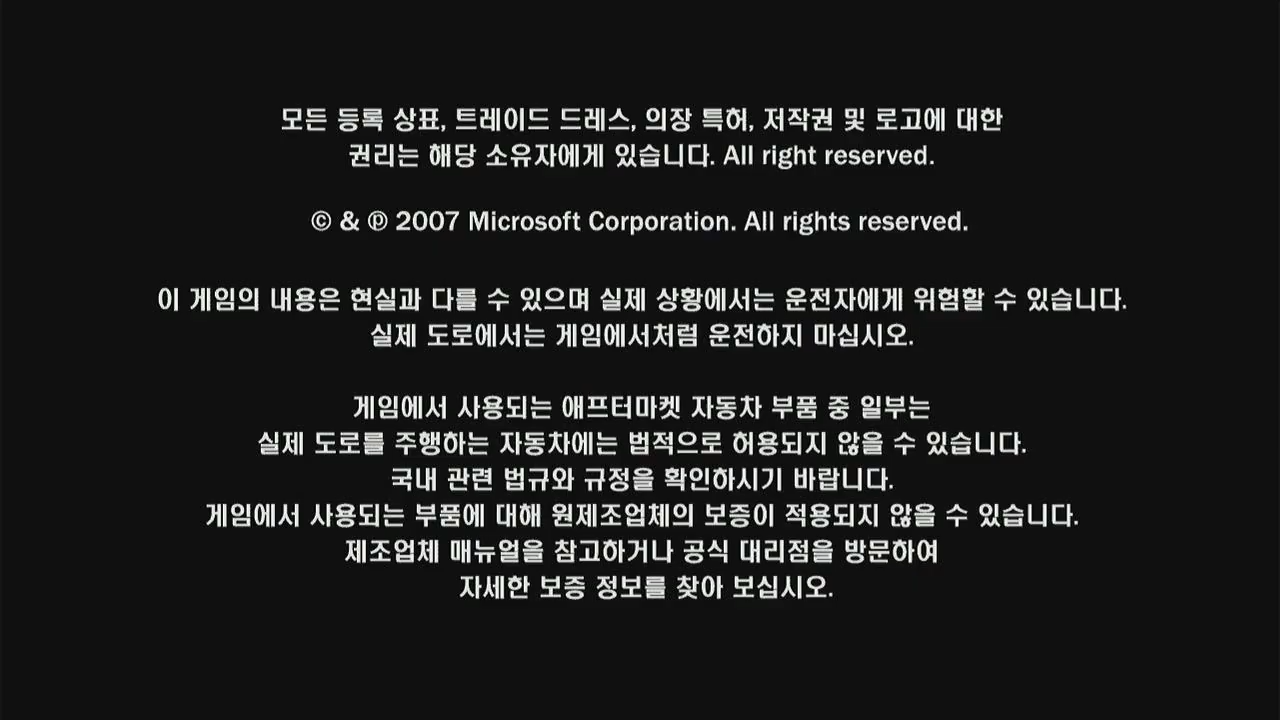 모든 등록 상표, 트레이드 드레스, 의장 특허, 저작권 및 로고에 대한
권리는 해당 소유자에게 있습니다. All right reserved.
© & ℗ 2007 Microsoft Corporation. All rights reserved.
이 게임의 내용은 현실과 다를 수 있으며 실제 상황에서는 운전자에게 위험할 수 있습니다.
실제 도로에서는 게임에서처럼 운전하지 마십시오.
게임에서 사용되는 애프터마켓 자동차 부품 중 일부는
실제 도로를 주행하는 자동차에는 법적으로 허용되지 않을 수 있습니다.
국내 관련 법규와 규정을 확인하시기 바랍니다.
게임에서 사용되는 부품에 대해 원제조업체의 보증이 적용되지 않을 수 있습니다.
제조업체 매뉴얼을 참고하거나 공식 대리점을 방문하여
자세한 보증 정보를 찾아 보십시오.